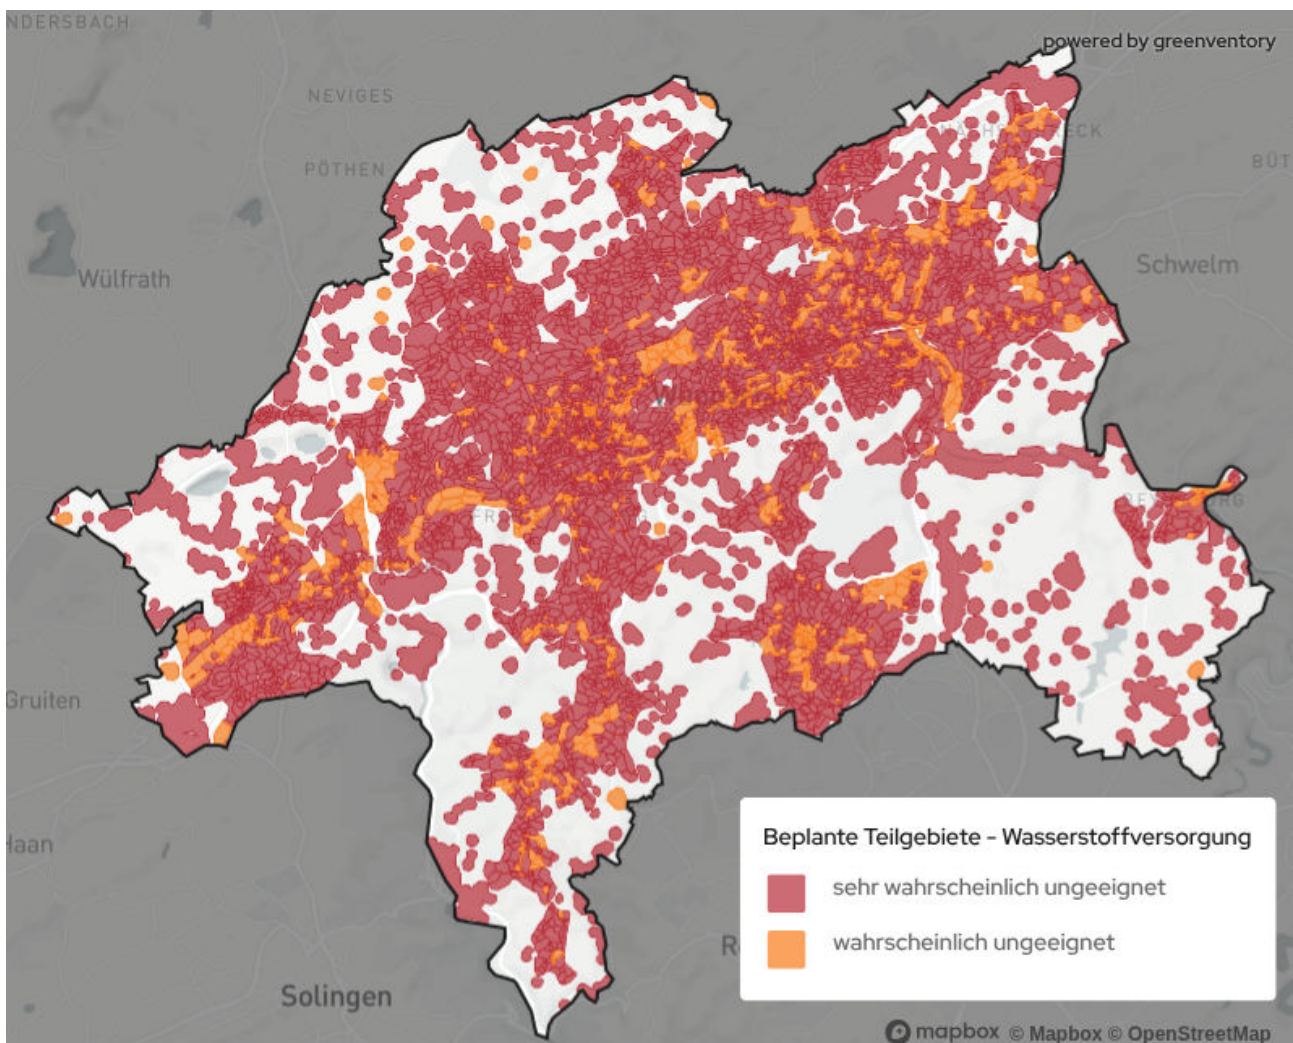 NDERSBACH
powered by greenventory
NEVIGES
PÖTHEN
BÜT
Wülfrath
Schwelm
Gruiten
Haan
Solingen
Beplante Teilgebiete - Wasserstoffversorgung
sehr wahrscheinlich ungeeignet
wahrscheinlich ungeeignet
R
mapbox © Mapbox © OpenStreetMap